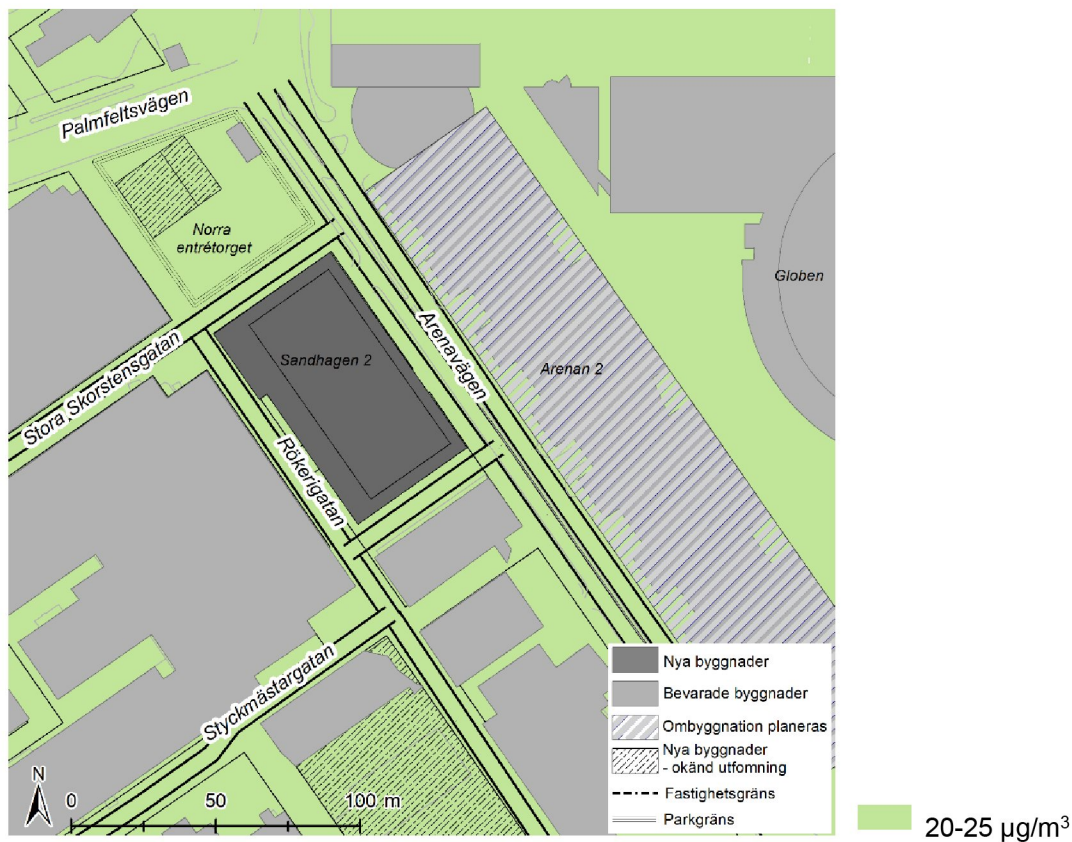 Palmfeltsvägen
Norra
entrétorget
Globen
Stora Skorstensgatan
Sandhagen 2
Arenavägen
Arenan 2
Rökerigatan
Styckmästargatan
Nya byggnader
Bevarade byggnader
Ombyggnation planeras
Nya byggnader
- okänd utfomning
Fastighetsgräns
Parkgräns
N
0 50 100 m
20-25 µg/m³